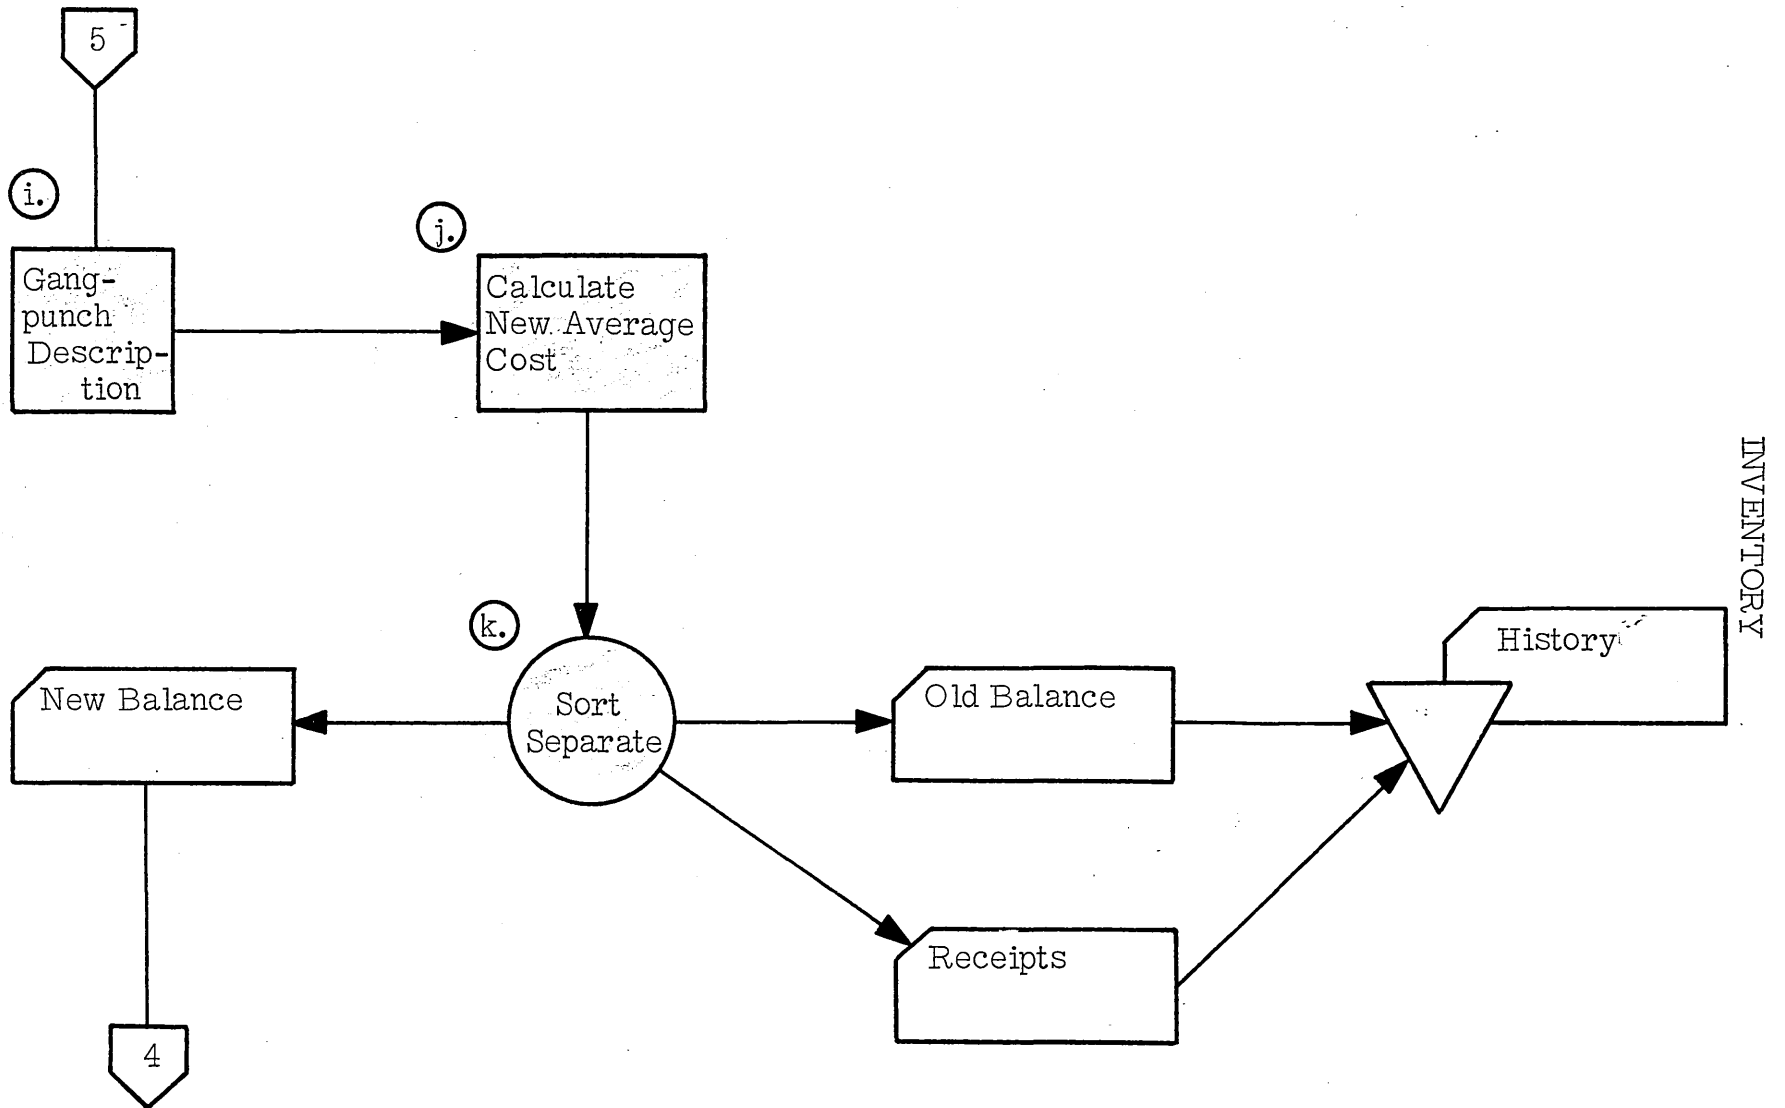 5
i.
Gang-
punch
Descrip-
tion
j.
Calculate
New Average
Cost
k.
Sort
Separate
New Balance
Old Balance
History
Receipts
4
INVENTORY